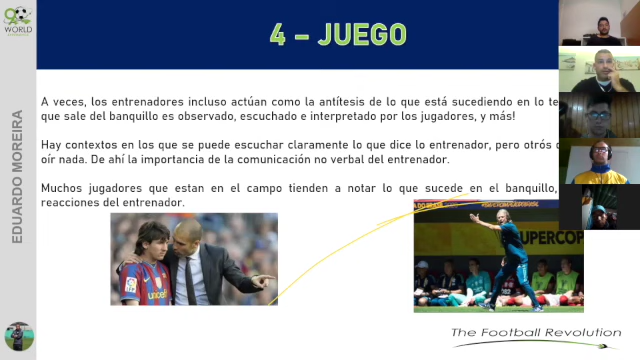 WORLD
4 – JUEGO
EDUARDO MOREIRA
A veces, los entrenadores incluso actúan como la antítesis de lo que está sucediendo en lo
que sale del banquillo es observado, escuchado e interpretado por los jugadores, y más!
Hay contextos en los que se puede escuchar claramente lo que dice lo entrenador, pero otrós
oír nada. De ahí la importancia de la comunicación no verbal del entrenador.
Muchos jugadores que estan en el campo tienden a notar lo que sucede en el banquillo,
reacciones del entrenador.
unicef
SUPERCOP
The Football Revolution